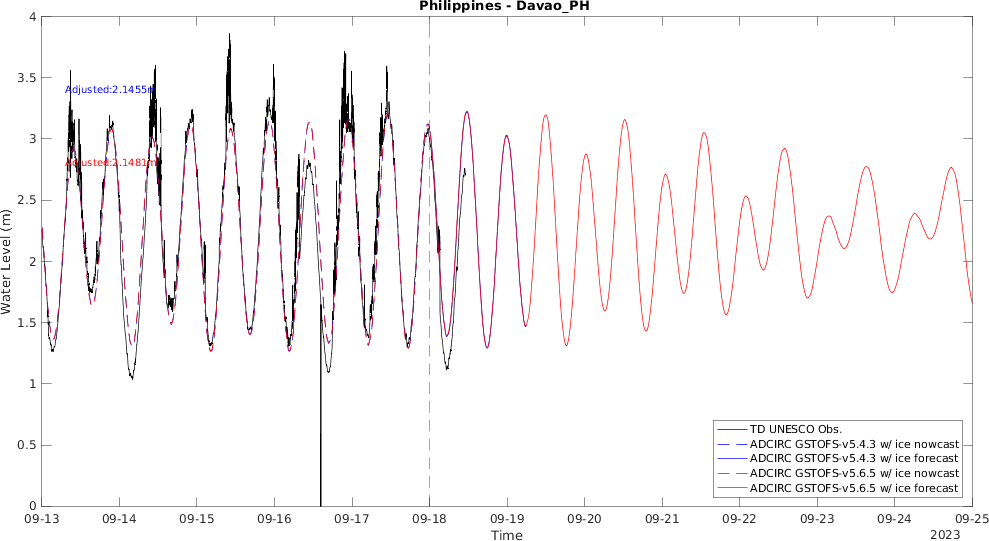 Philippines - Davao_PH
4
3.5
3
2.5
2
1.5
1
0.5
0
Water Level (m)
Adjusted:2.1455m
Adjusted:2.1481m
TD UNESCO Obs.
ADCIRC GSTOFS-v5.4.3 w/ ice nowcast
ADCIRC GSTOFS-v5.4.3 w/ ice forecast
ADCIRC GSTOFS-v5.6.5 w/ ice nowcast
ADCIRC GSTOFS-v5.6.5 w/ ice forecast
09-13 09-14 09-15 09-16 09-17 09-18 09-19 09-20 09-21 09-22 09-23 09-24 09-25
Time
2023